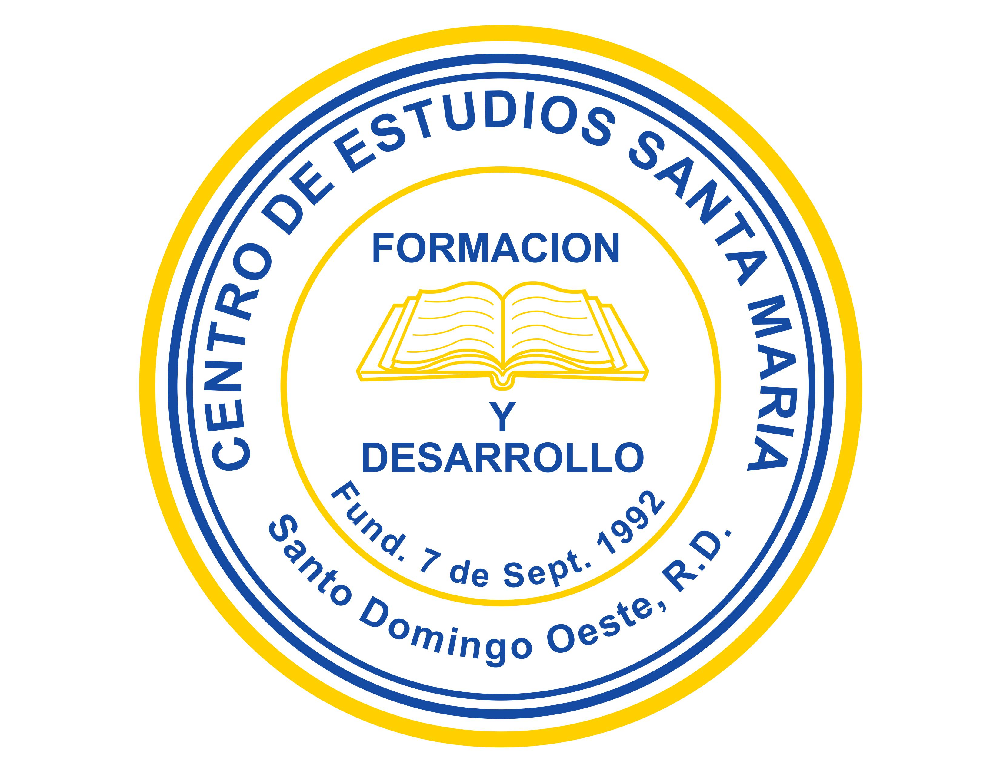 CENTRO DE ESTUDIOS SANTA MARIA
FORMACION
Y
DESARROLLO
Fund. 7 de Sept. 1992
Santo Domingo Oeste, R.D.